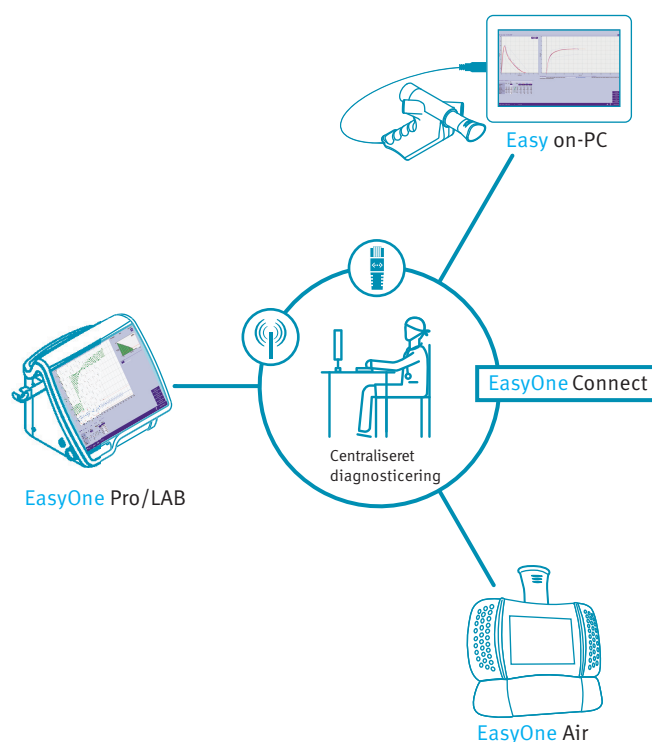 Easy on-PC
EasyOne Connect
Centraliseret
diagnosticering
EasyOne Pro/LAB
EasyOne Air